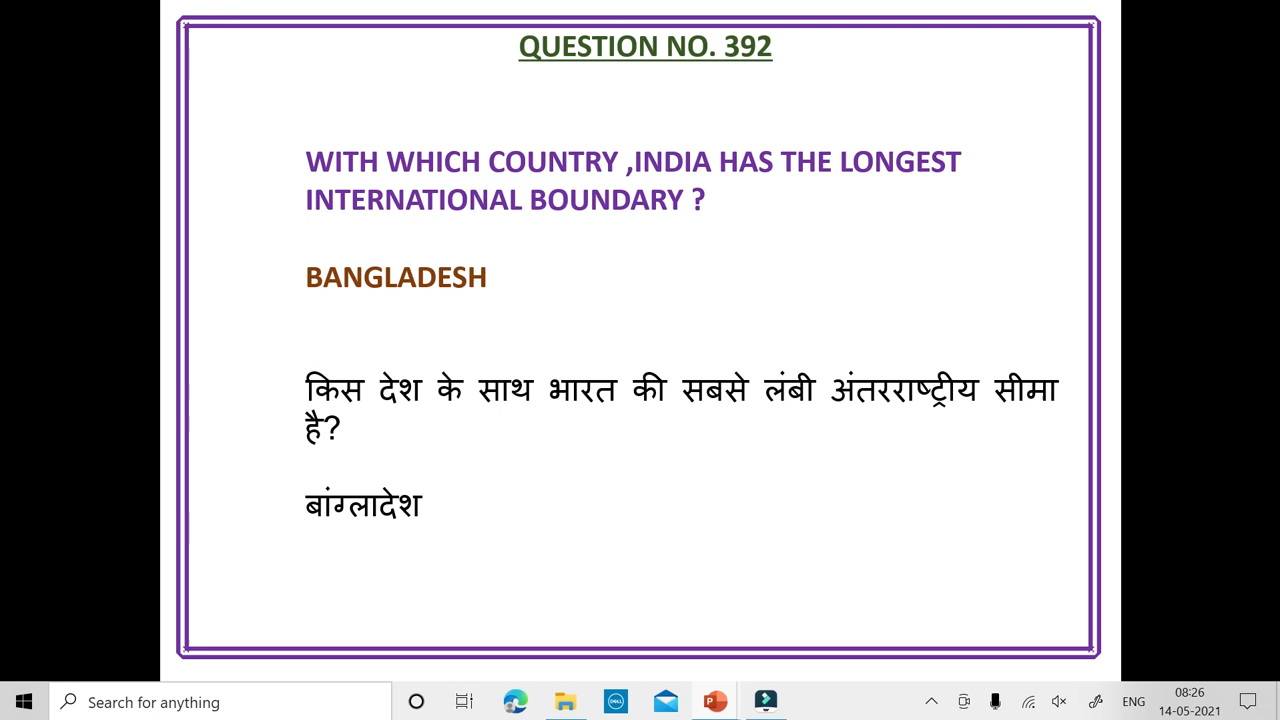 QUESTION NO. 392
WITH WHICH COUNTRY ,INDIA HAS THE LONGEST
INTERNATIONAL BOUNDARY ?
BANGLADESH
किस देश के साथ भारत की सबसे लंबी अंतरराष्ट्रीय सीमा
है?
बांग्लादेश
Search for anything
DELL
ENG
08:26
14-05-2021